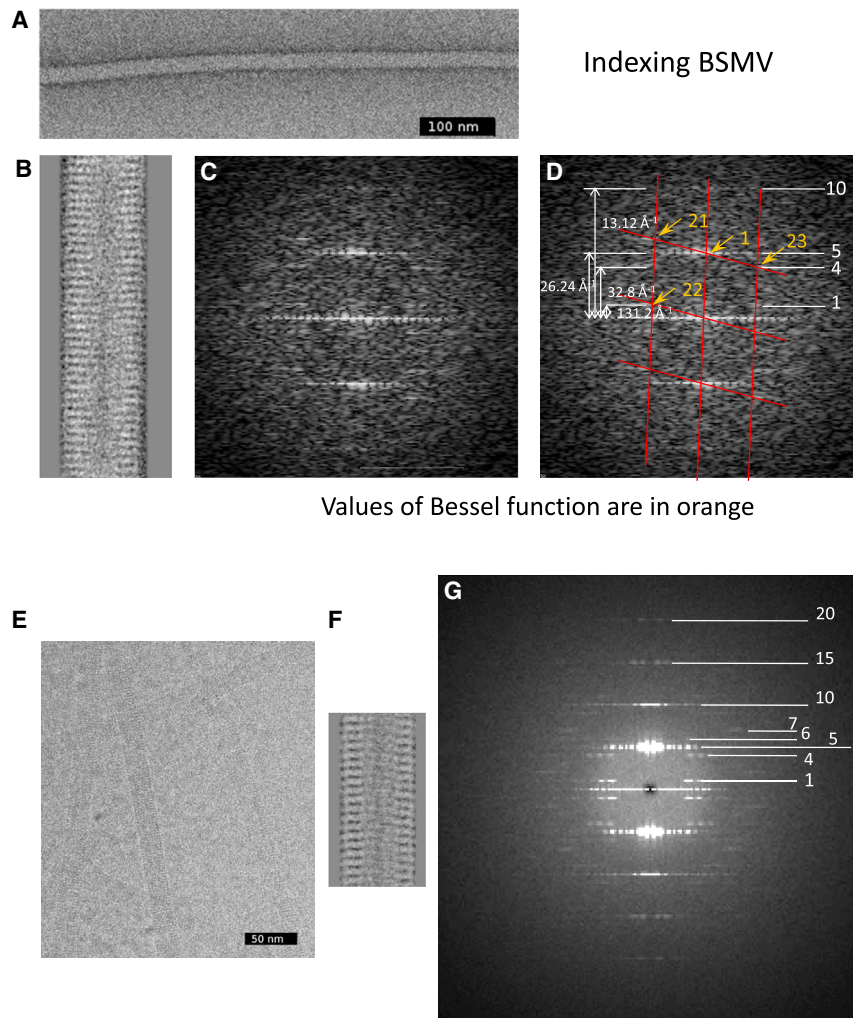 A
Indexing BSMV
100 nm
B
C
D
10
13.12 Å-1
21
1
23
5
4
26.24 Å-1
32.8 Å-1
22
1
131.2 Å-1
Values of Bessel function are in orange
E
F
G
20
15
10
7
6
5
4
1
50 nm